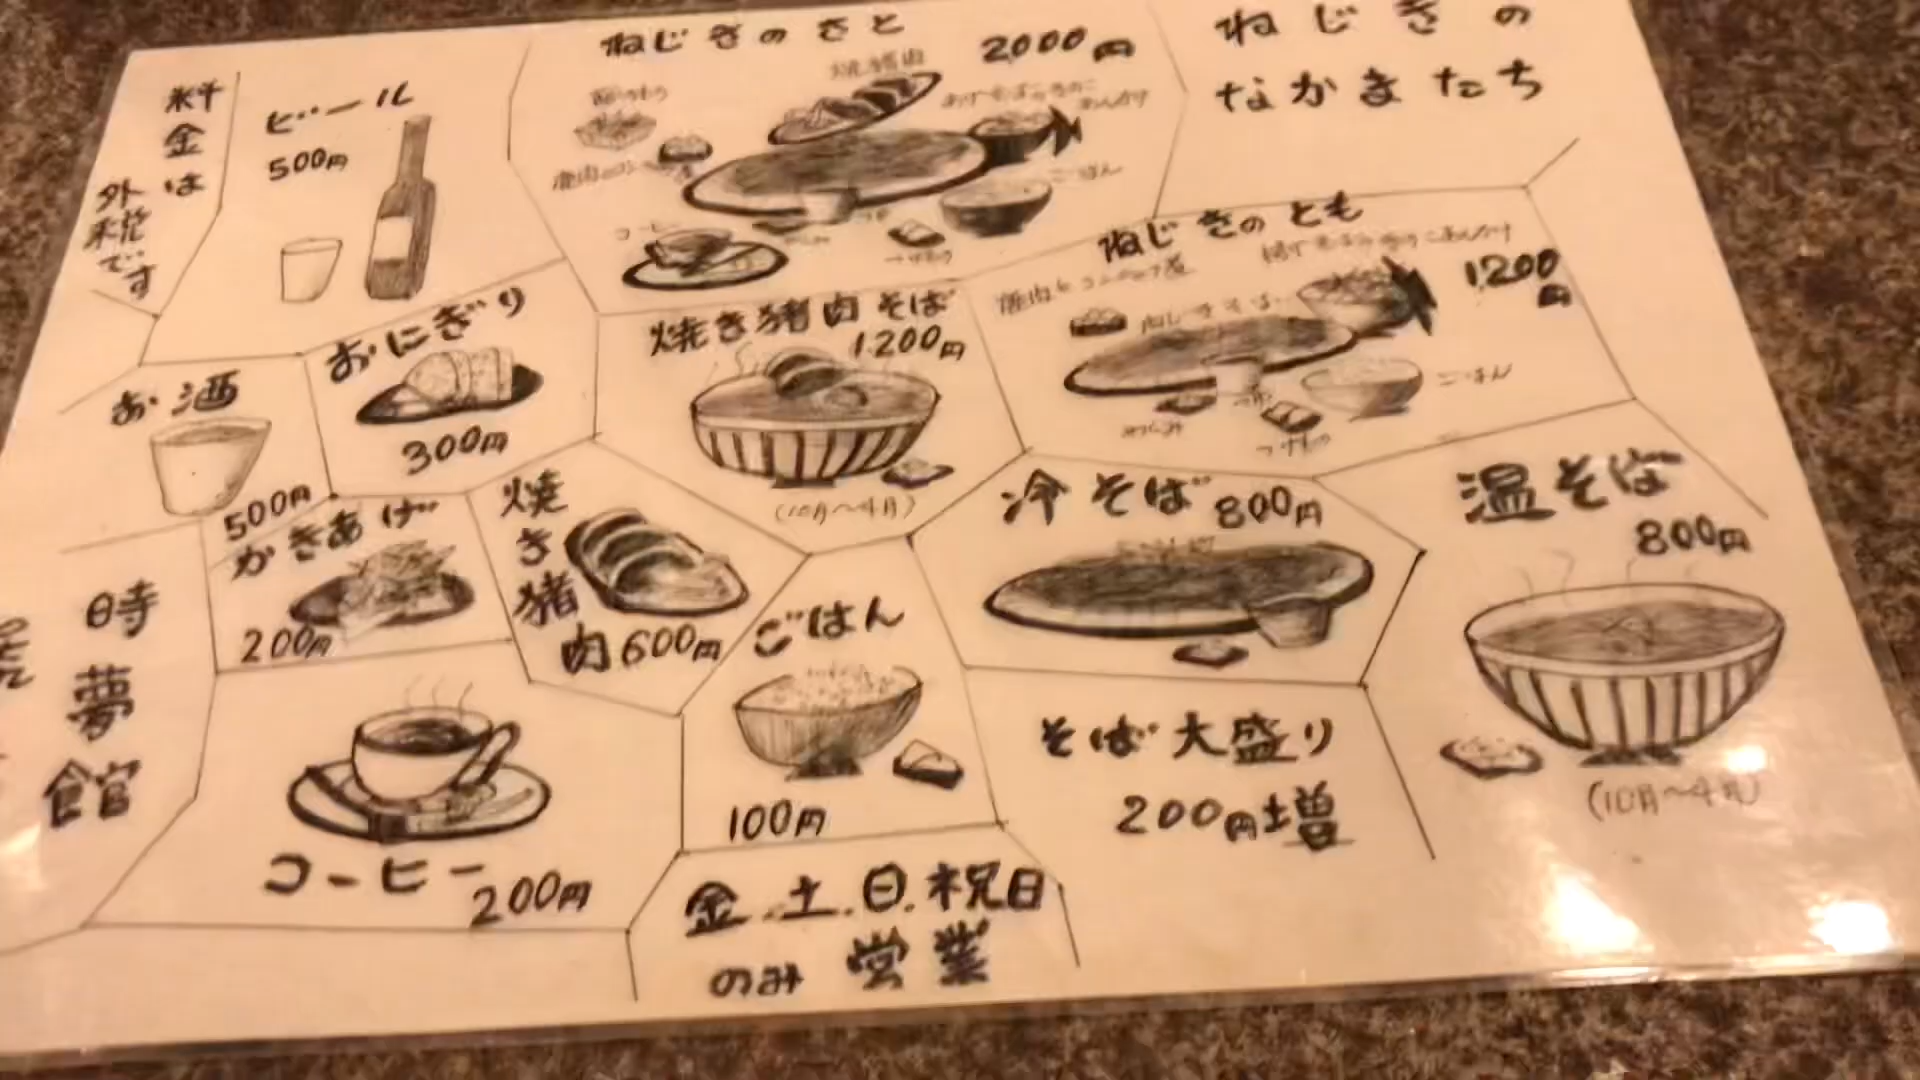 ねじきの
なかまたち
ねじきのさと
2000円
焼猪肉
ごはん
コーヒー
つけもの
ビール
500円
料金は
外税です
ねじきのとも
1200円
ごはん
つけもの
焼き猪肉そば
1200円
(10月〜4月)
おにぎり
300円
お酒
500円
かきあげ
200円
焼き猪肉
600円
ごはん
100円
冷そば
800円
温そば
800円
(10月〜4月)
そば大盛り
200円増
コーヒー
200円
時夢館
金.土.日.祝日
のみ営業